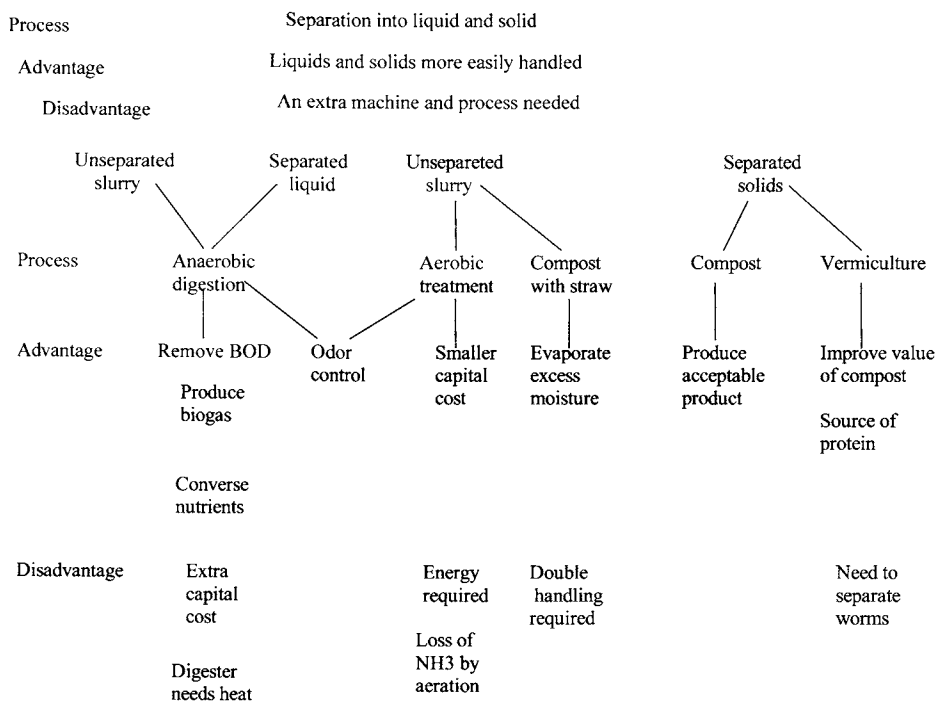 Process
Separation into liquid and solid
Advantage
Liquids and solids more easily handled
Disadvantage
An extra machine and process needed
Unseparated
slurry
Separated
liquid
Unsepareted
slurry
Separated
solids
Process
Anaerobic
digestion
Aerobic
treatment
Compost
with straw
Compost
Vermiculture
Advantage
Remove BOD
Produce
biogas
Converse
nutrients
Odor
control
Smaller
capital
cost
Evaporate
excess
moisture
Produce
acceptable
product
Improve value
of compost
Source of
protein
Disadvantage
Extra
capital
cost
Digester
needs heat
Energy
required
Loss of
NH3 by
aeration
Double
handling
required
Need to
separate
worms